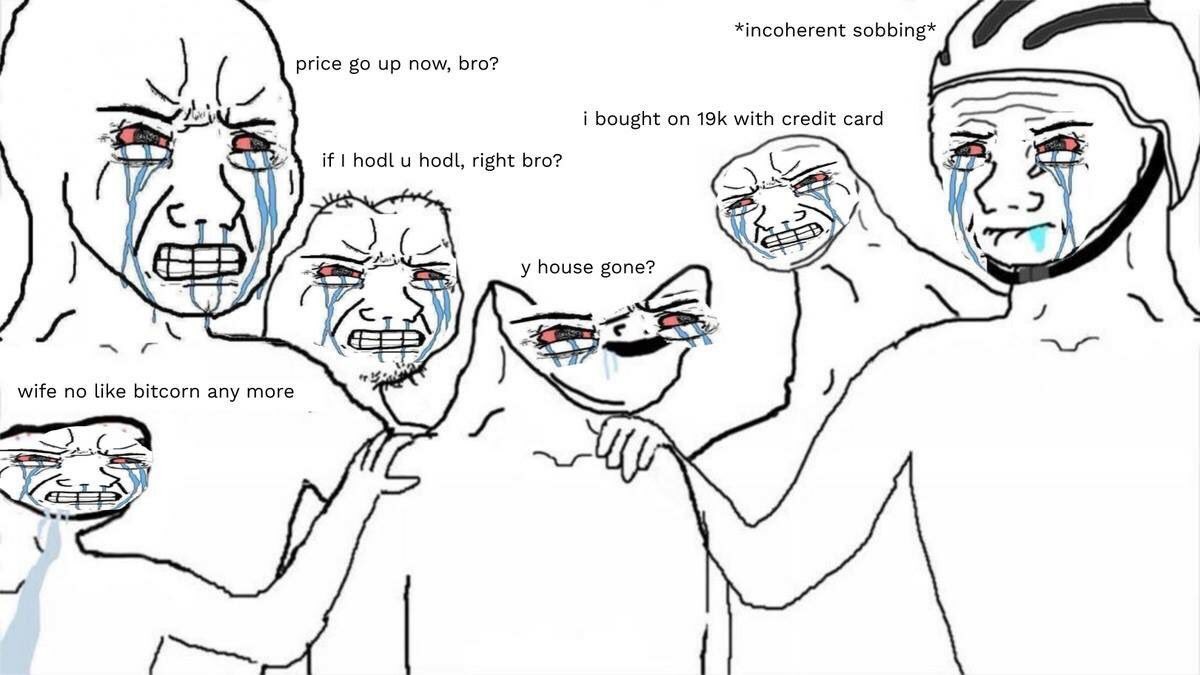 *incoherent sobbing*
price go up now, bro?
i bought on 19k with credit card
if I hodl u hodl, right bro?
y house gone?
wife no like bitcorn any more